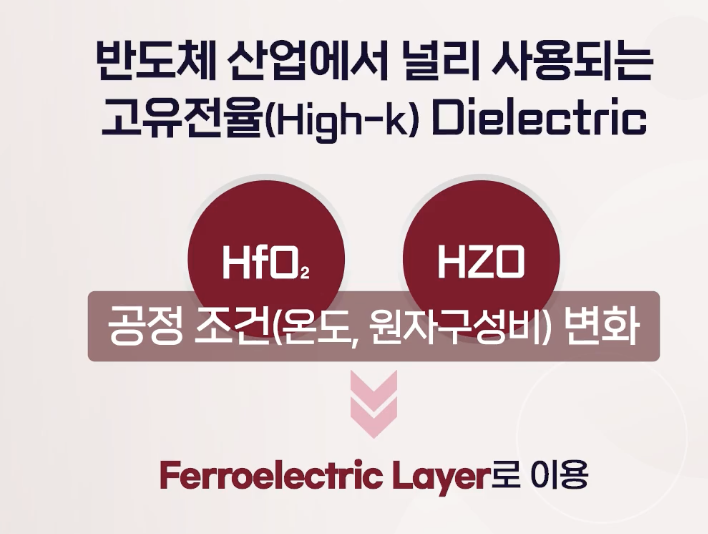 반도체 산업에서 널리 사용되는
고유전율(High-k) Dielectric
HfO₂ HZO
공정 조건(온도, 원자구성비) 변화
Ferroelectric Layer로 이용